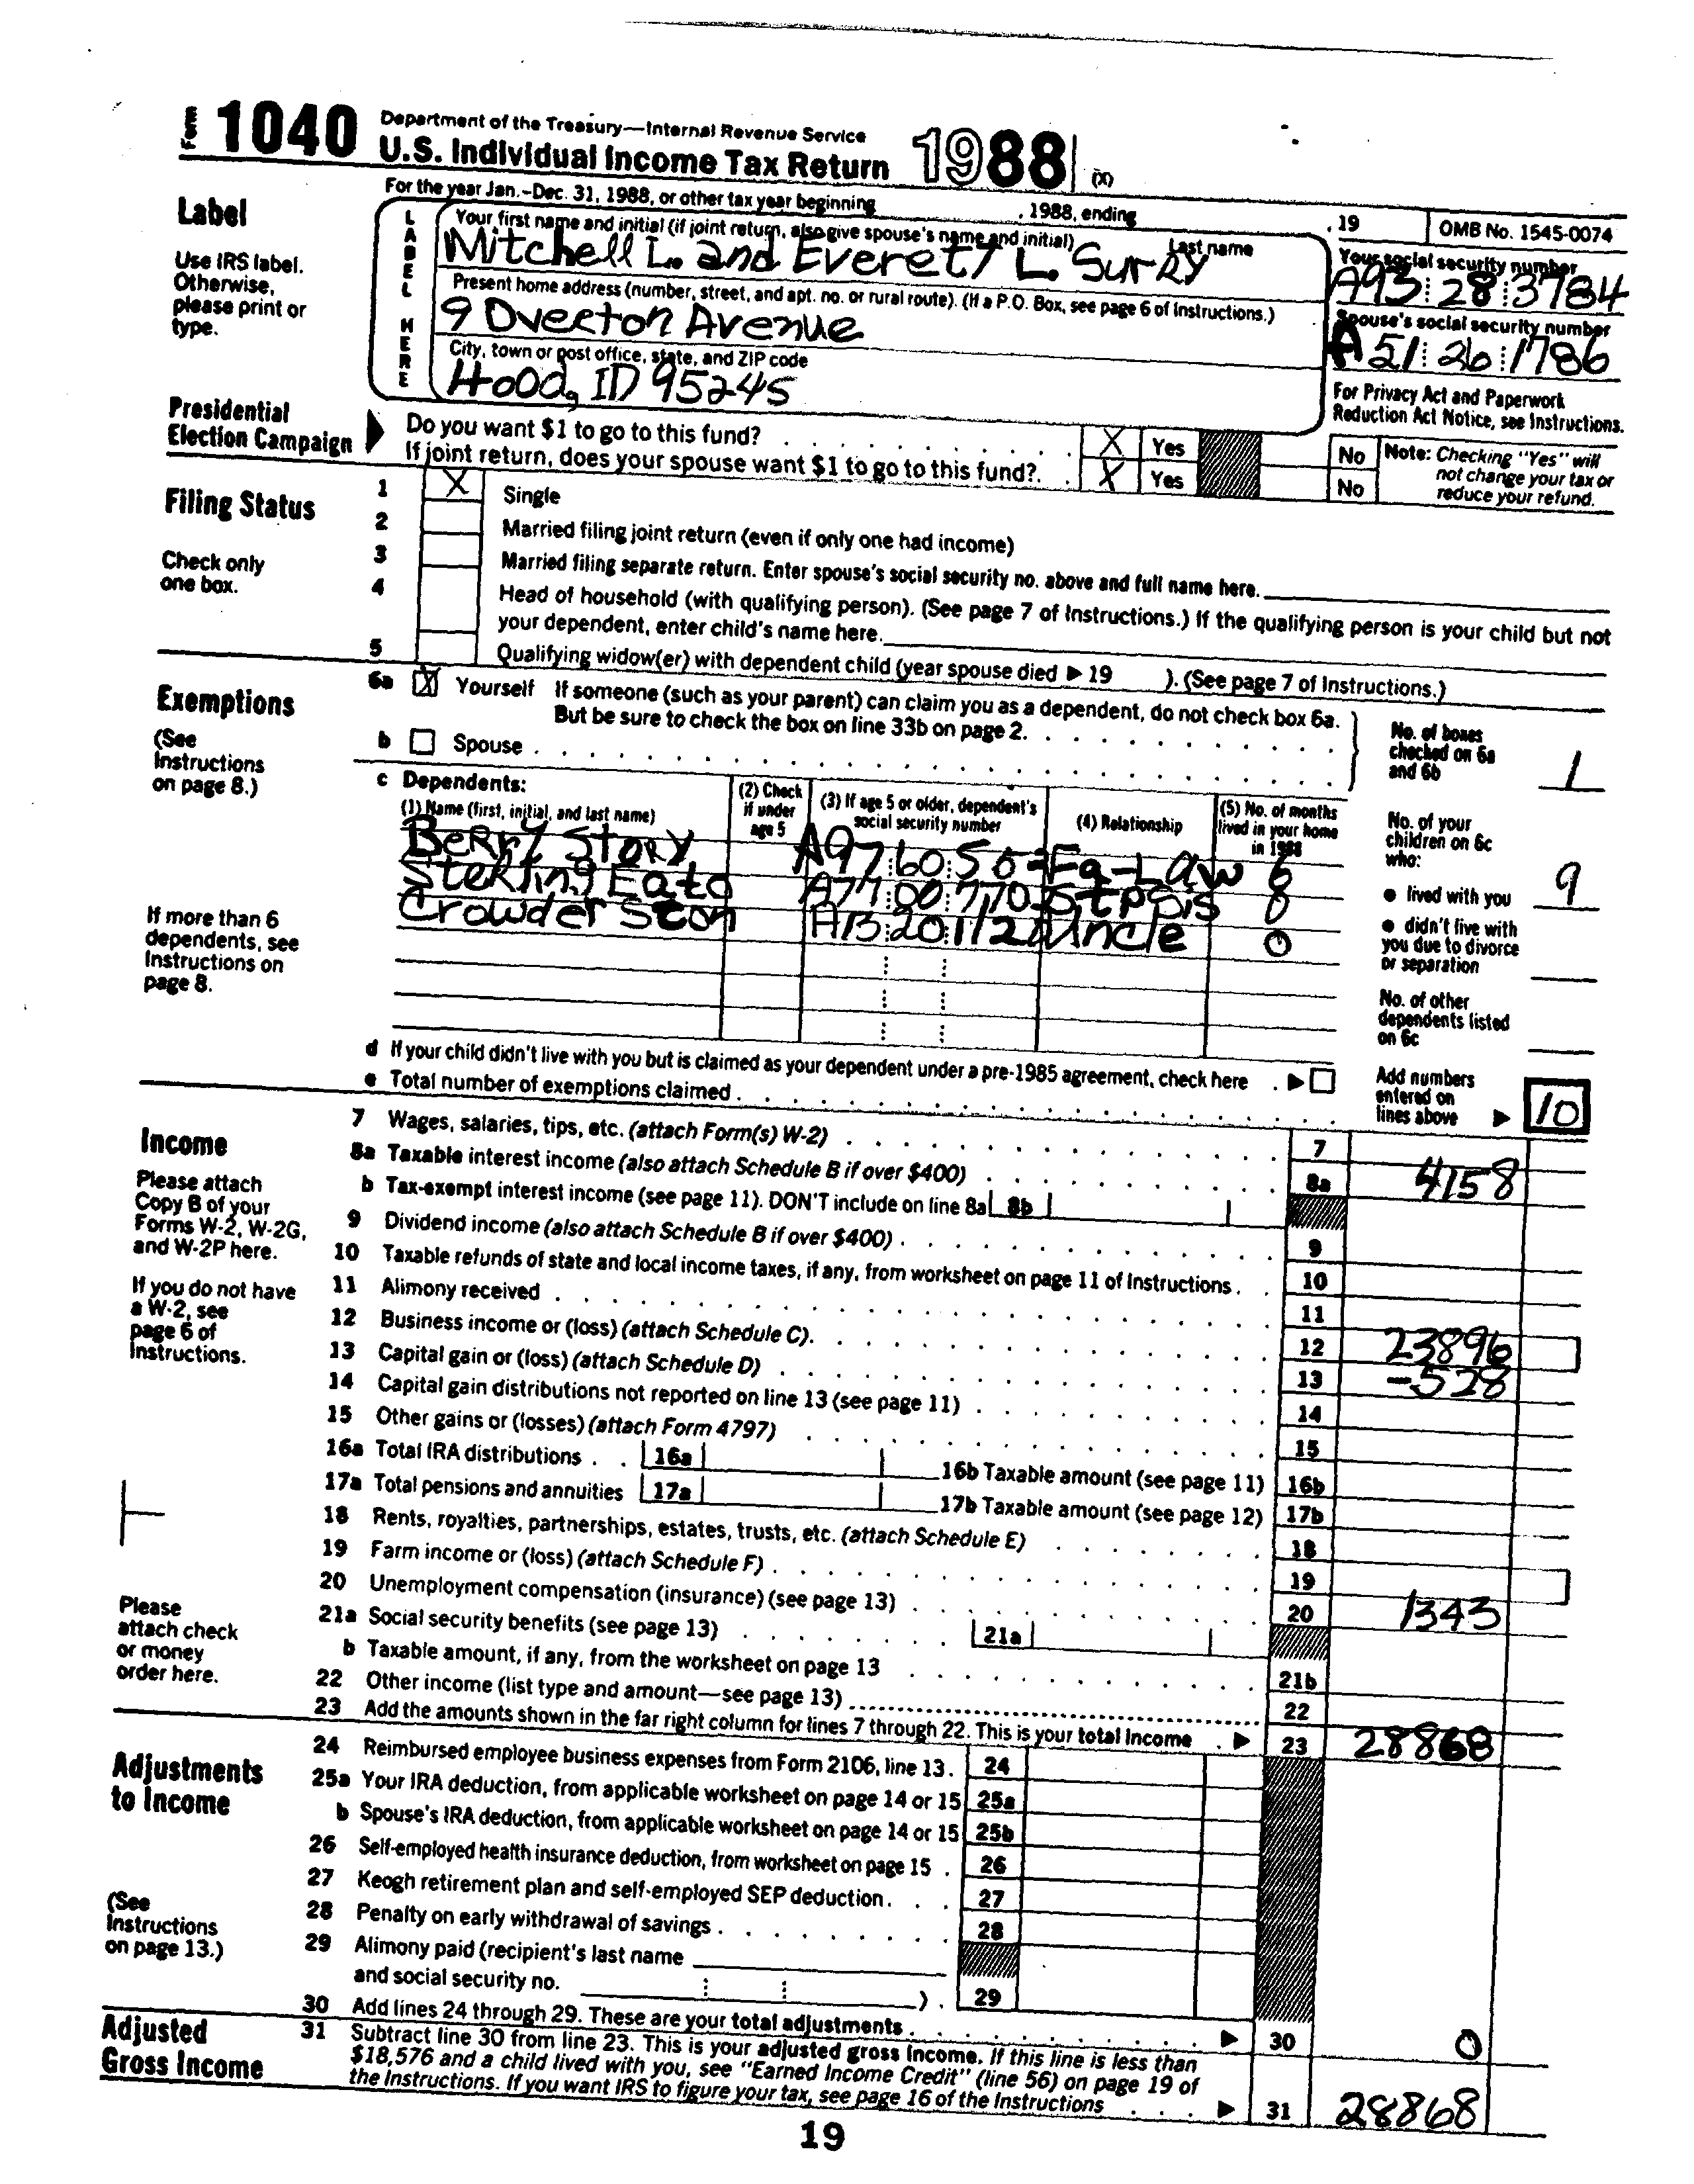 Form 1040 Department of the Treasury—Internal Revenue Service
U.S. Individual Income Tax Return 1988 (X)
For the year Jan.–Dec. 31, 1988, or other tax year beginning , 1988, ending , 19 OMB No. 1545-0074
Label
Use IRS label. Otherwise, please print or type.
LABEL HERE
Your first name and initial (if joint return, also give spouse's name and initial) Last name
Mitchell L. and Everett L. Surry
Your social security number
A93 28 3784
Present home address (number, street, and apt. no. or rural route). (If a P.O. Box, see page 6 of Instructions.)
9 Overton Avenue
Spouse's social security number
A51 26 1786
City, town or post office, state, and ZIP code
Hood, ID 95245
For Privacy Act and Paperwork Reduction Act Notice, see Instructions.
Presidential Election Campaign
Do you want $1 to go to this fund? X Yes No
If joint return, does your spouse want $1 to go to this fund? X Yes No
Note: Checking "Yes" will not change your tax or reduce your refund.
Filing Status
Check only one box.
1 X Single
2 Married filing joint return (even if only one had income)
3 Married filing separate return. Enter spouse's social security no. above and full name here.
4 Head of household (with qualifying person). (See page 7 of Instructions.) If the qualifying person is your child but not
your dependent, enter child's name here.
5 Qualifying widow(er) with dependent child (year spouse died ▶ 19 ). (See page 7 of Instructions.)
Exemptions
(See Instructions on page 8.)
6a X Yourself If someone (such as your parent) can claim you as a dependent, do not check box 6a.
But be sure to check the box on line 33b on page 2.
b Spouse
No. of boxes checked on 6a and 6b 1
c Dependents:
(1) Name (first, initial, and last name) (2) Check if under age 5 (3) If age 5 or older, dependent's social security number (4) Relationship (5) No. of months lived in your home in 1988
Berry Story A97 60 Fa-Law 6
Sterling Eato A77 00 770
Crowder Ston A13 20 112 Uncle 0
If more than 6 dependents, see Instructions on page 8.
No. of your children on 6c who:
● lived with you 9
● didn't live with you due to divorce or separation
No. of other dependents listed on 6c
d If your child didn't live with you but is claimed as your dependent under a pre-1985 agreement, check here ▶
e Total number of exemptions claimed
Add numbers entered on lines above ▶ 10
Income
Please attach Copy B of your Forms W-2, W-2G, and W-2P here.
If you do not have a W-2, see page 6 of Instructions.
Please attach check or money order here.
7 Wages, salaries, tips, etc. (attach Form(s) W-2) 7
8a Taxable interest income (also attach Schedule B if over $400) 8a 4158
b Tax-exempt interest income (see page 11). DON'T include on line 8a 8b
9 Dividend income (also attach Schedule B if over $400) 9
10 Taxable refunds of state and local income taxes, if any, from worksheet on page 11 of Instructions 10
11 Alimony received 11
12 Business income or (loss) (attach Schedule C) 12 23896
13 Capital gain or (loss) (attach Schedule D) 13 -528
14 Capital gain distributions not reported on line 13 (see page 11) 14
15 Other gains or (losses) (attach Form 4797) 15
16a Total IRA distributions 16a 16b Taxable amount (see page 11) 16b
17a Total pensions and annuities 17a 17b Taxable amount (see page 12) 17b
18 Rents, royalties, partnerships, estates, trusts, etc. (attach Schedule E) 18
19 Farm income or (loss) (attach Schedule F) 19
20 Unemployment compensation (insurance) (see page 13) 20 1343
21a Social security benefits (see page 13) 21a
b Taxable amount, if any, from the worksheet on page 13 21b
22 Other income (list type and amount—see page 13) 22
23 Add the amounts shown in the far right column for lines 7 through 22. This is your total income ▶ 23 28868
Adjustments to Income
(See Instructions on page 13.)
24 Reimbursed employee business expenses from Form 2106, line 13. 24
25a Your IRA deduction, from applicable worksheet on page 14 or 15 25a
b Spouse's IRA deduction, from applicable worksheet on page 14 or 15 25b
26 Self-employed health insurance deduction, from worksheet on page 15 26
27 Keogh retirement plan and self-employed SEP deduction 27
28 Penalty on early withdrawal of savings 28
29 Alimony paid (recipient's last name
and social security no. ) 29
30 Add lines 24 through 29. These are your total adjustments ▶ 30 0
Adjusted Gross Income
31 Subtract line 30 from line 23. This is your adjusted gross income. If this line is less than
$18,576 and a child lived with you, see "Earned Income Credit" (line 56) on page 19 of
the Instructions. If you want IRS to figure your tax, see page 16 of the Instructions ▶ 31 28868
19